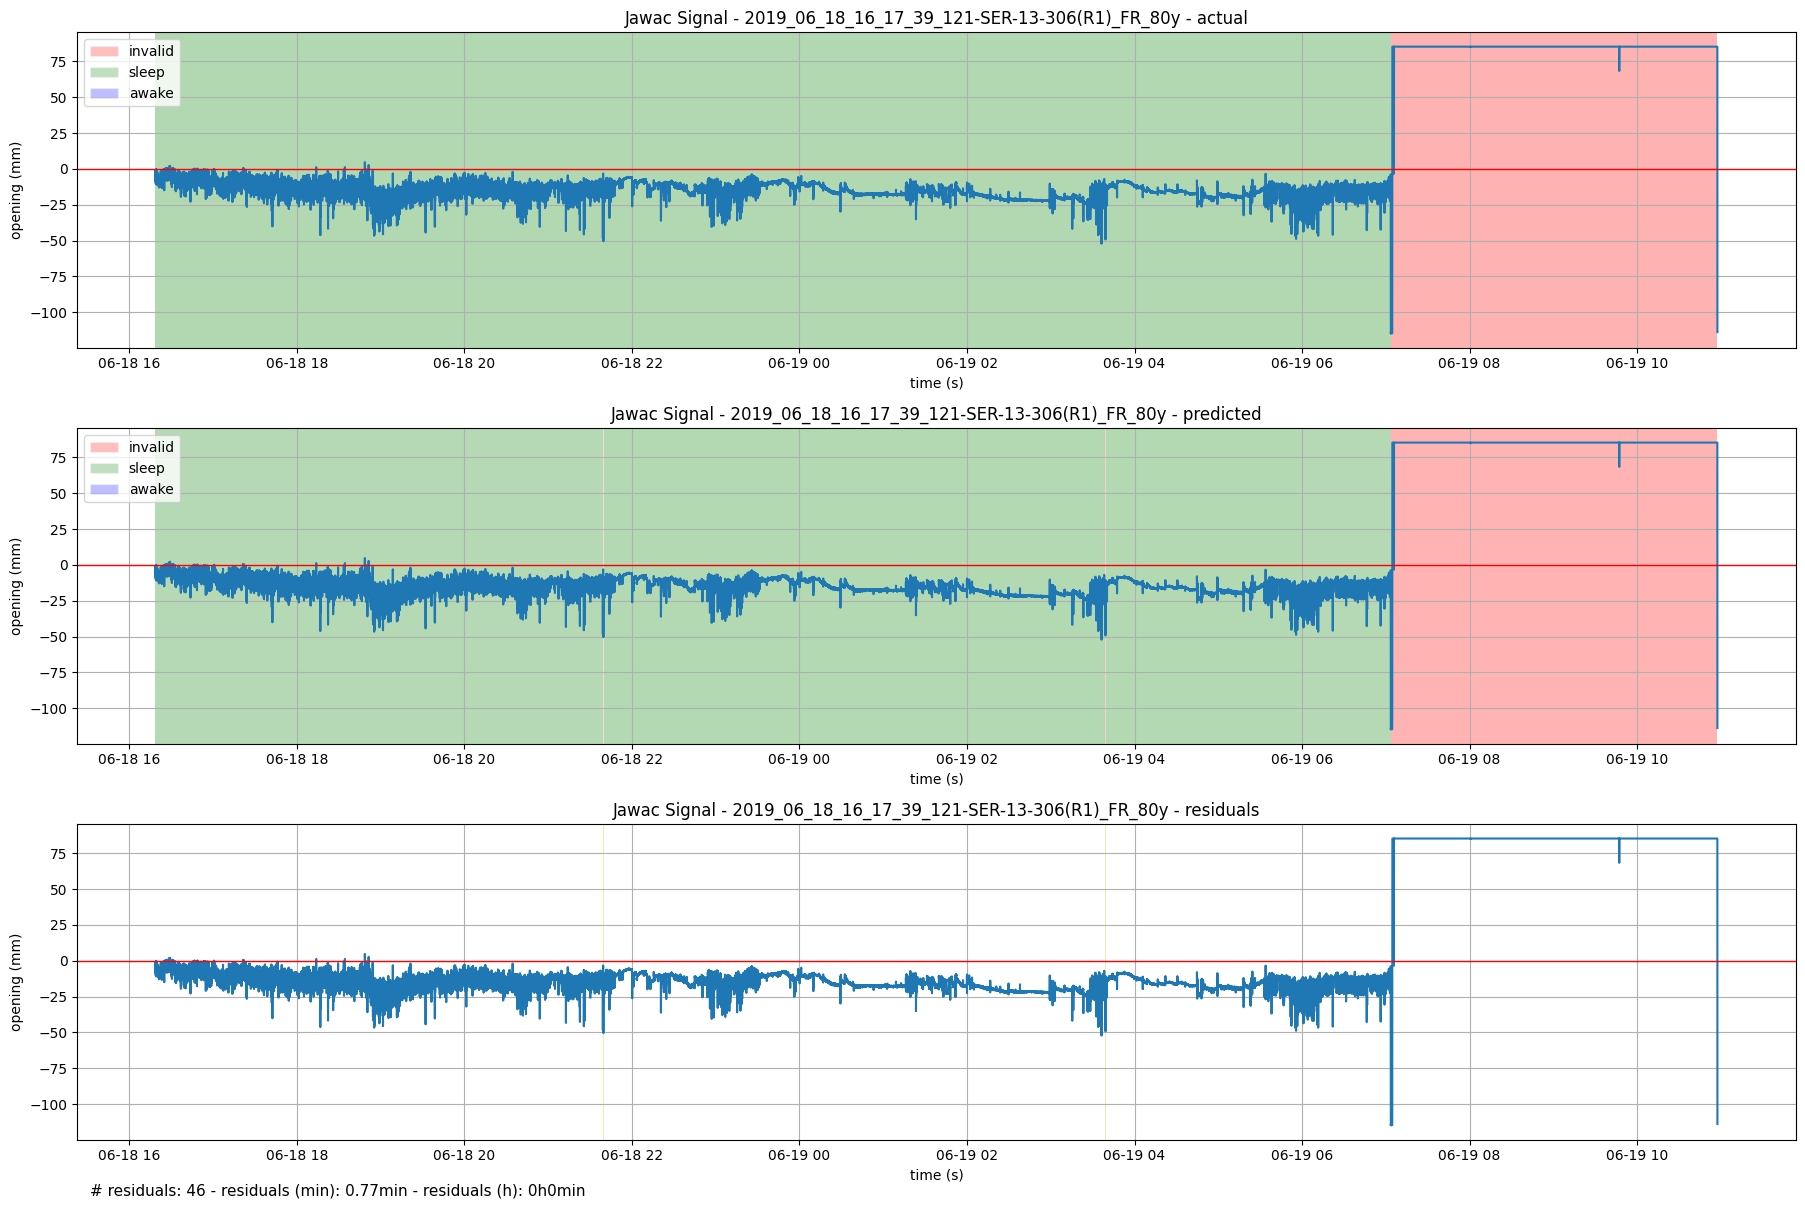 Jawac Signal - 2019_06_18_16_17_39_121-SER-13-306(R1)_FR_80y - actual
invalid
sleep
awake
opening (mm)
75
50
25
0
−25
−50
−75
−100
06-18 16 06-18 18 06-18 20 06-18 22 06-19 00 06-19 02 06-19 04 06-19 06 06-19 08 06-19 10
time (s)
Jawac Signal - 2019_06_18_16_17_39_121-SER-13-306(R1)_FR_80y - predicted
invalid
sleep
awake
opening (mm)
75
50
25
0
−25
−50
−75
−100
06-18 16 06-18 18 06-18 20 06-18 22 06-19 00 06-19 02 06-19 04 06-19 06 06-19 08 06-19 10
time (s)
Jawac Signal - 2019_06_18_16_17_39_121-SER-13-306(R1)_FR_80y - residuals
opening (mm)
75
50
25
0
−25
−50
−75
−100
06-18 16 06-18 18 06-18 20 06-18 22 06-19 00 06-19 02 06-19 04 06-19 06 06-19 08 06-19 10
time (s)
# residuals: 46 - residuals (min): 0.77min - residuals (h): 0h0min